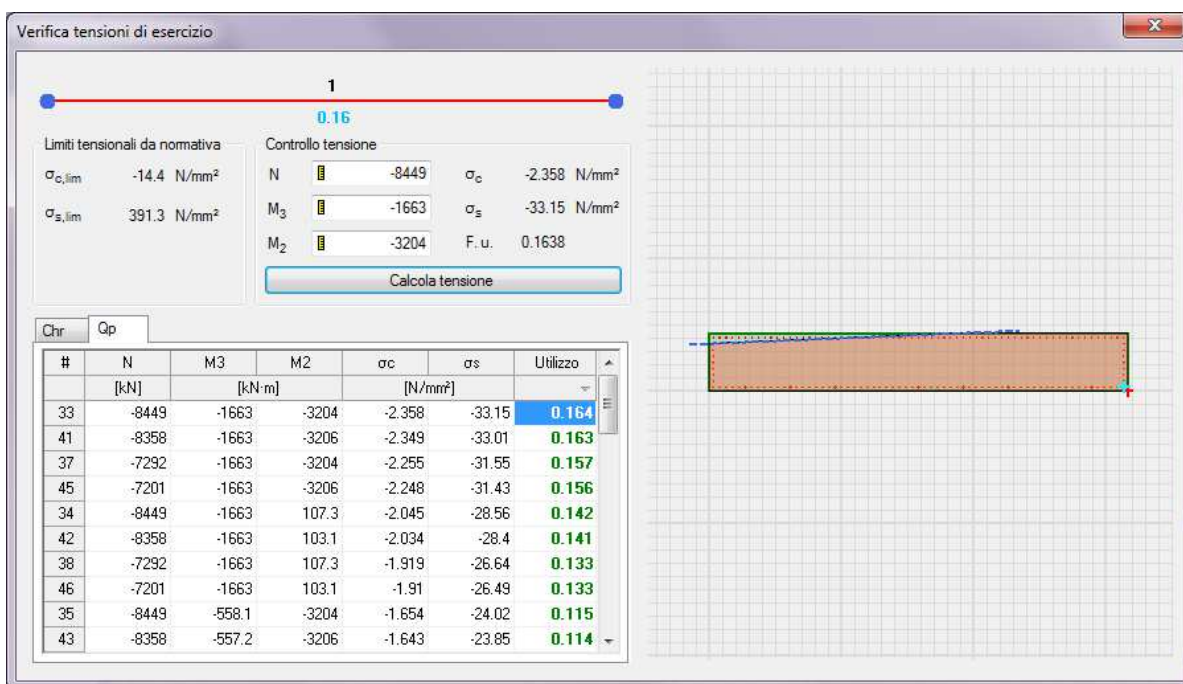 Verifica tensioni di esercizio
1
0.16
Limiti tensionali da normativa
σc,lim -14.4 N/mm²
σs,lim 391.3 N/mm²
Controllo tensione
N -8449 σc -2.358 N/mm²
M3 -1663 σs -33.15 N/mm²
M2 -3204 F. u. 0.1638
Calcola tensione
Chr Qp
# N M3 M2 σc σs Utilizzo
[kN] [kN·m] [N/mm²]
33 -8449 -1663 -3204 -2.358 -33.15 0.164
41 -8358 -1663 -3206 -2.349 -33.01 0.163
37 -7292 -1663 -3204 -2.255 -31.55 0.157
45 -7201 -1663 -3206 -2.248 -31.43 0.156
34 -8449 -1663 107.3 -2.045 -28.56 0.142
42 -8358 -1663 103.1 -2.034 -28.4 0.141
38 -7292 -1663 107.3 -1.919 -26.64 0.133
46 -7201 -1663 103.1 -1.91 -26.49 0.133
35 -8449 -558.1 -3204 -1.654 -24.02 0.115
43 -8358 -557.2 -3206 -1.643 -23.85 0.114